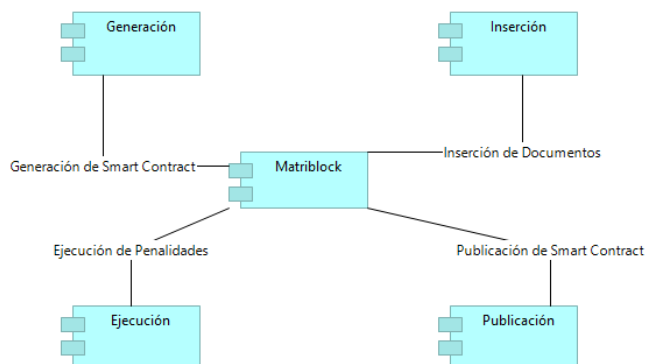 Generación
Inserción
Generación de Smart Contract
Matriblock
Inserción de Documentos
Ejecución de Penalidades
Publicación de Smart Contract
Ejecución
Publicación